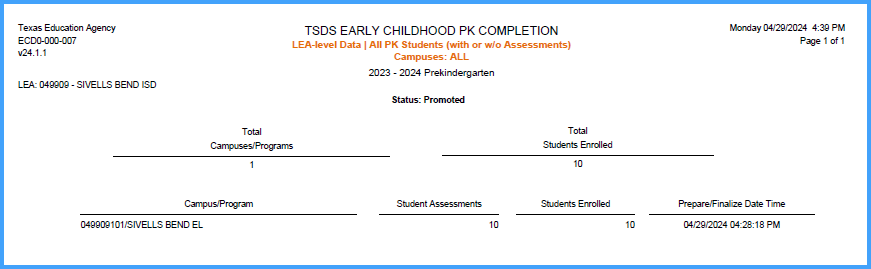 Texas Education Agency
ECD0-000-007
v24.1.1
TSDS EARLY CHILDHOOD PK COMPLETION
LEA-level Data | All PK Students (with or w/o Assessments)
Campuses: ALL
2023 - 2024 Prekindergarten
Monday 04/29/2024 4:39 PM
Page 1 of 1
LEA: 049909 - SIVELLS BEND ISD
Status: Promoted
Total
Campuses/Programs
1
Total
Students Enrolled
10
Campus/Program Student Assessments Students Enrolled Prepare/Finalize Date Time
049909101/SIVELLS BEND EL 10 10 04/29/2024 04:28:18 PM